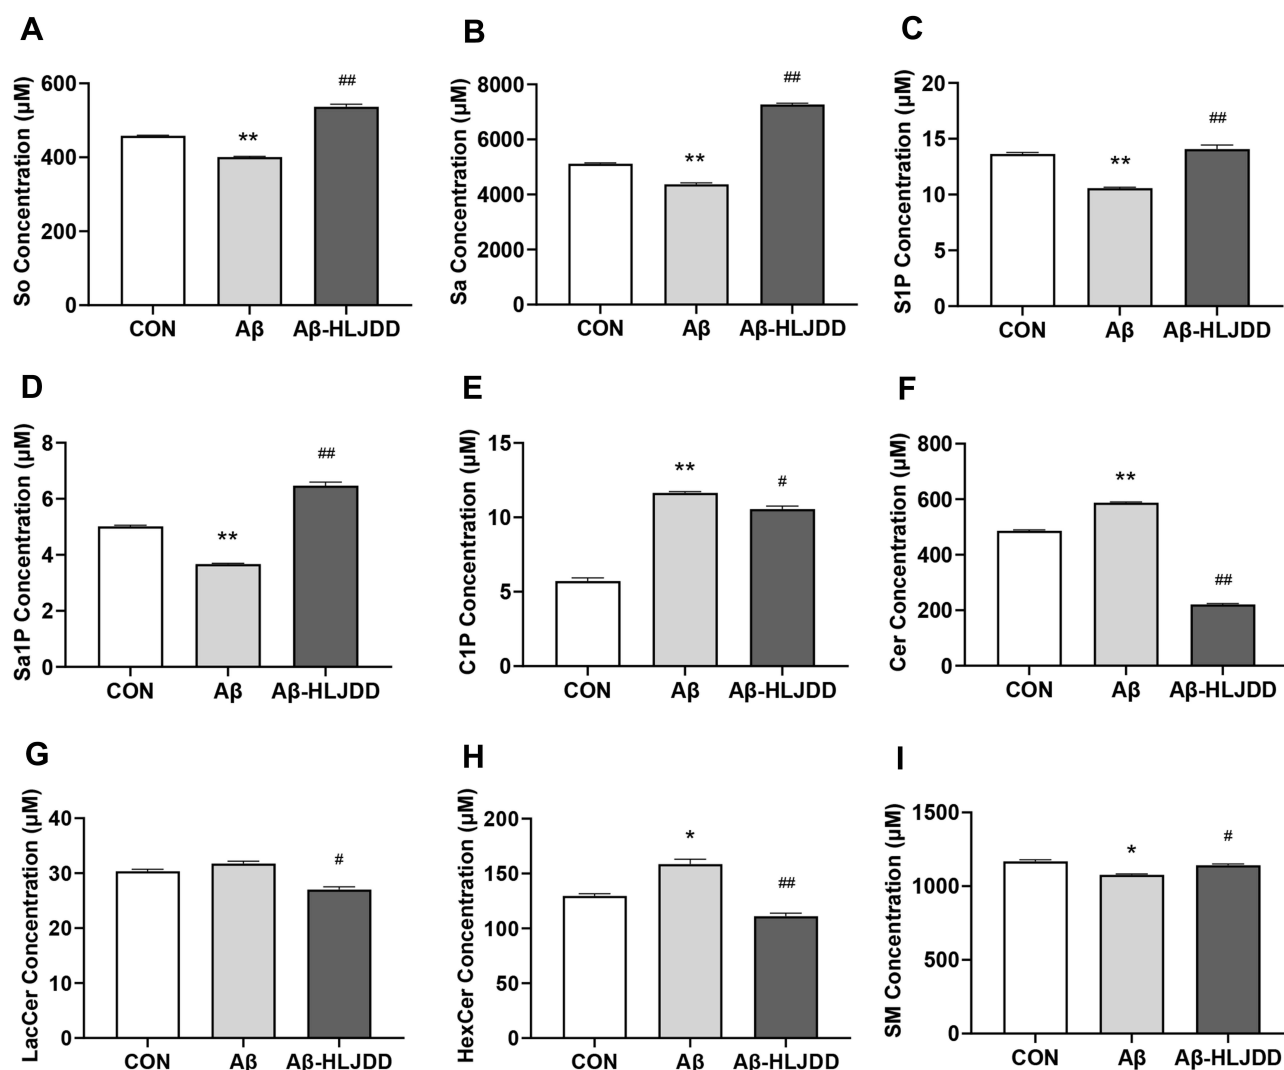 A
So Concentration (μM)
600
400
200
0
**
##
CON Aβ Aβ-HLJDD
B
Sa Concentration (μM)
8000
6000
4000
2000
0
**
##
CON Aβ Aβ-HLJDD
C
S1P Concentration (μM)
20
15
10
5
0
**
##
CON Aβ Aβ-HLJDD
D
Sa1P Concentration (μM)
8
6
4
2
0
**
##
CON Aβ Aβ-HLJDD
E
C1P Concentration (μM)
15
10
5
0
**
#
CON Aβ Aβ-HLJDD
F
Cer Concentration (μM)
800
600
400
200
0
**
##
CON Aβ Aβ-HLJDD
G
LacCer Concentration (μM)
40
30
20
10
0
#
CON Aβ Aβ-HLJDD
H
HexCer Concentration (μM)
200
150
100
50
0
*
##
CON Aβ Aβ-HLJDD
I
SM Concentration (μM)
1500
1000
500
0
*
#
CON Aβ Aβ-HLJDD